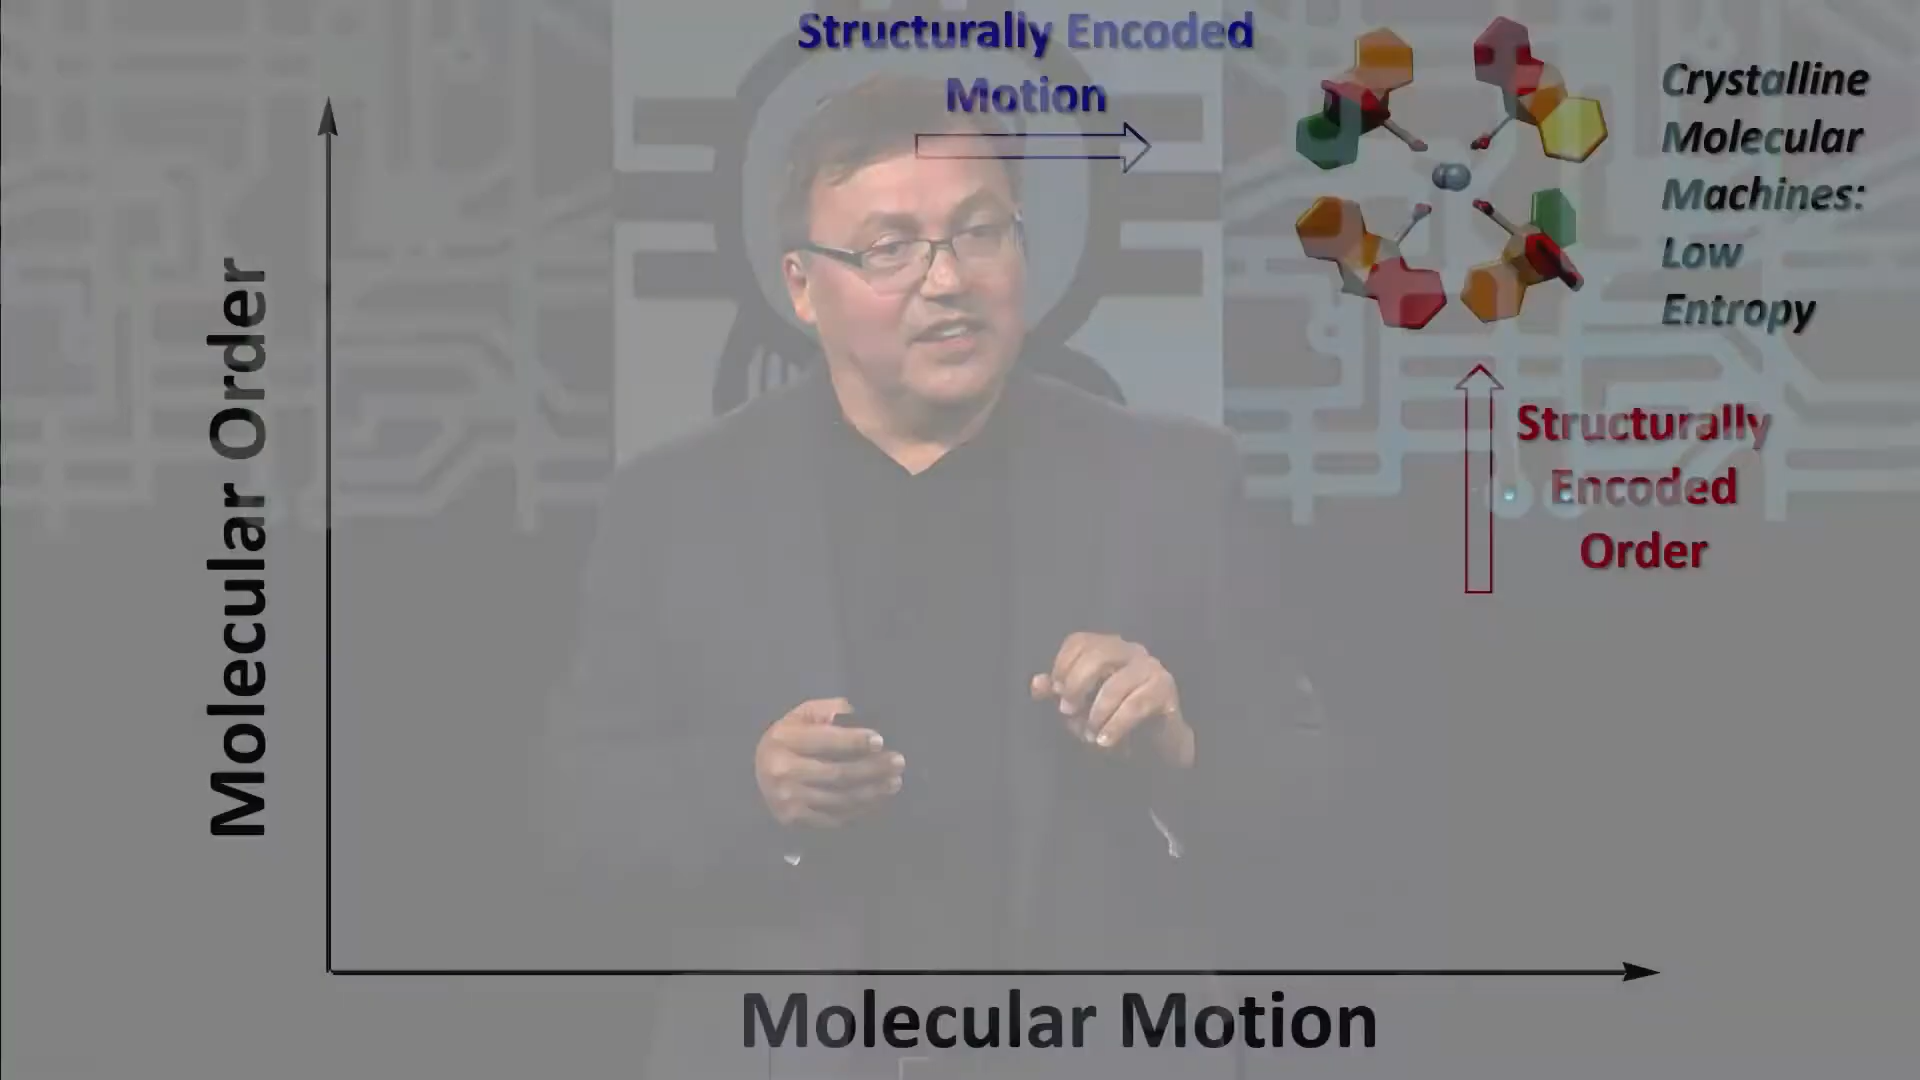 Structurally Encoded
Motion
Crystalline
Molecular
Machines:
Low
Entropy
Structurally
Encoded
Order
Molecular Order
Molecular Motion